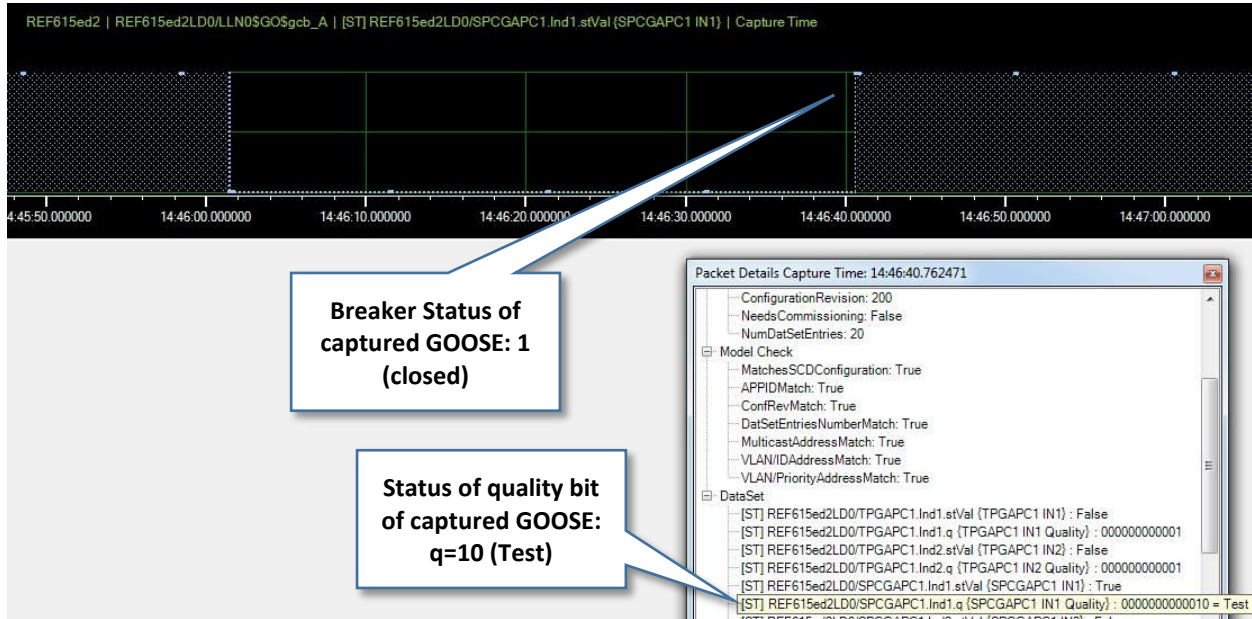 REF615ed2 | REF615ed2LD0/LLN0$GO$gcb_A | [ST] REF615ed2LD0/SPCGAPC1.Ind1.stVal {SPCGAPC1 IN1} | Capture Time
4:45:50.000000 14:46:00.000000 14:46:10.000000 14:46:20.000000 14:46:30.000000 14:46:40.000000 14:46:50.000000 14:47:00.000000
Breaker Status of
captured GOOSE: 1
(closed)
Packet Details Capture Time: 14:46:40.762471
ConfigurationRevision: 200
NeedsCommissioning: False
NumDatSetEntries: 20
Model Check
MatchesSCDConfiguration: True
APPIDMatch: True
ConfRevMatch: True
DatSetEntriesNumberMatch: True
MulticastAddressMatch: True
VLAN/IDAddressMatch: True
VLAN/PriorityAddressMatch: True
Status of quality bit
of captured GOOSE:
q=10 (Test)
DataSet
[ST] REF615ed2LD0/TPGAPC1.Ind1.stVal {TPGAPC1 IN1} : False
[ST] REF615ed2LD0/TPGAPC1.Ind1.q {TPGAPC1 IN1 Quality} : 000000000001
[ST] REF615ed2LD0/TPGAPC1.Ind2.stVal {TPGAPC1 IN2} : False
[ST] REF615ed2LD0/TPGAPC1.Ind2.q {TPGAPC1 IN2 Quality} : 000000000001
[ST] REF615ed2LD0/SPCGAPC1.Ind1.stVal {SPCGAPC1 IN1} : True
[ST] REF615ed2LD0/SPCGAPC1.Ind1.q {SPCGAPC1 IN1 Quality} : 0000000000010 = Test